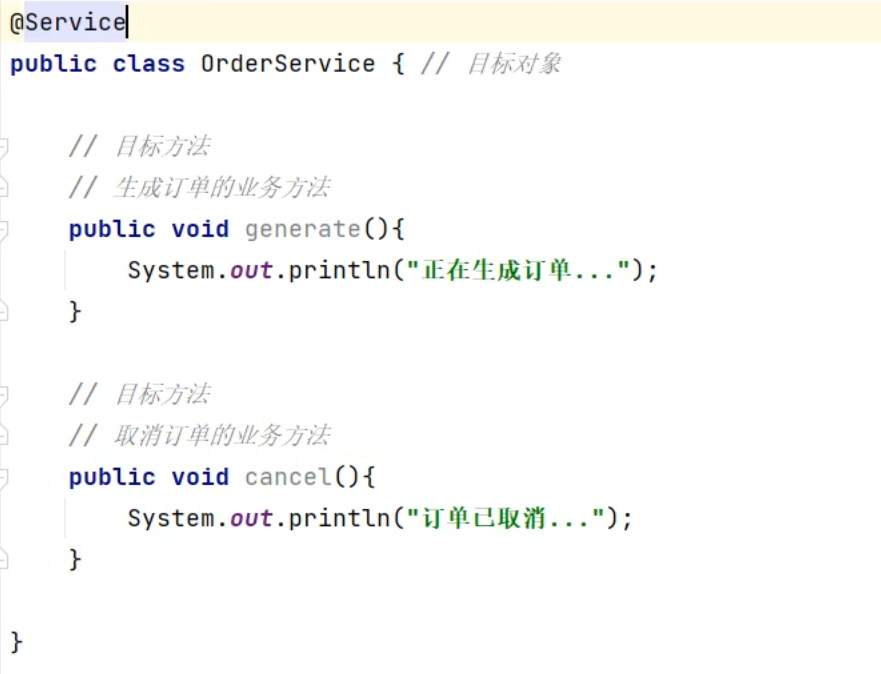 @Service
public class OrderService { // 目标对象
// 目标方法
// 生成订单的业务方法
public void generate(){
System.out.println("正在生成订单...");
}
// 目标方法
// 取消订单的业务方法
public void cancel(){
System.out.println("订单已取消...");
}
}